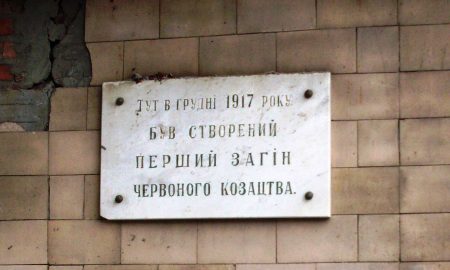 ТУТ В ГРУДНІ 1917 РОКУ
БУВ СТВОРЕНИЙ
ПЕРШИЙ ЗАГІН
ЧЕРВОНОГО КОЗАЦТВА.